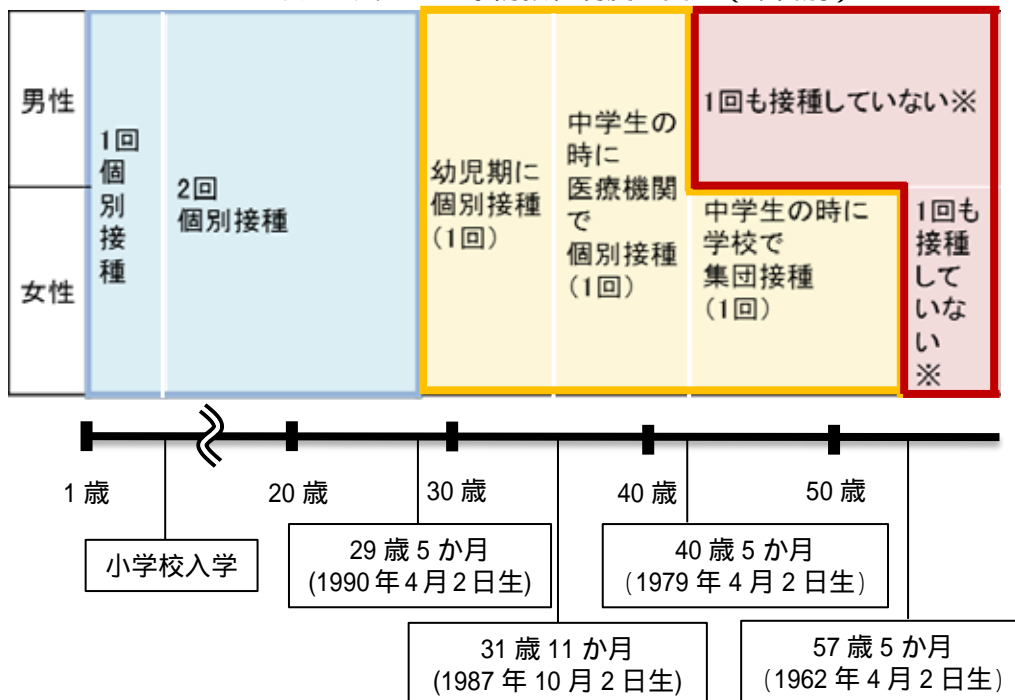 男性
女性
1回
個
別
接
種
2回
個別接種
幼児期に
個別接種
(1回)
中学生の
時に
医療機関
で
個別接種
(1回)
1回も接種していない※
中学生の時に
学校で
集団接種
(1回)
1回も
接種
して
いな
い
※
1歳
20歳
30歳
40歳
50歳
小学校入学
29歳5か月
(1990年4月2日生)
40歳5か月
(1979年4月2日生)
31歳11か月
(1987年10月2日生)
57歳5か月
(1962年4月2日生)